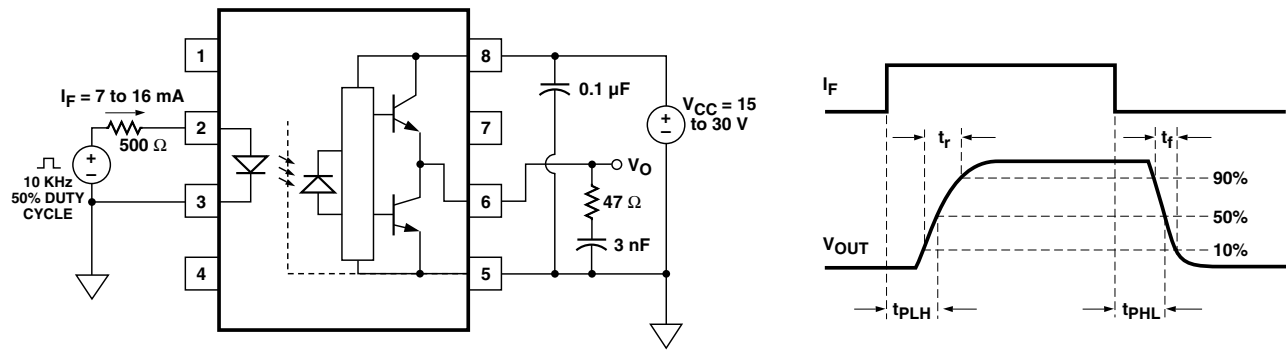 1
2
3
4
8
7
6
5
I_F = 7 to 16 mA
500 Ω
+
–
10 KHz
50% DUTY
CYCLE
0.1 µF
+
–
V_CC = 15
to 30 V
V_O
47 Ω
3 nF
I_F
t_r
t_f
90%
50%
10%
V_OUT
t_PLH
t_PHL